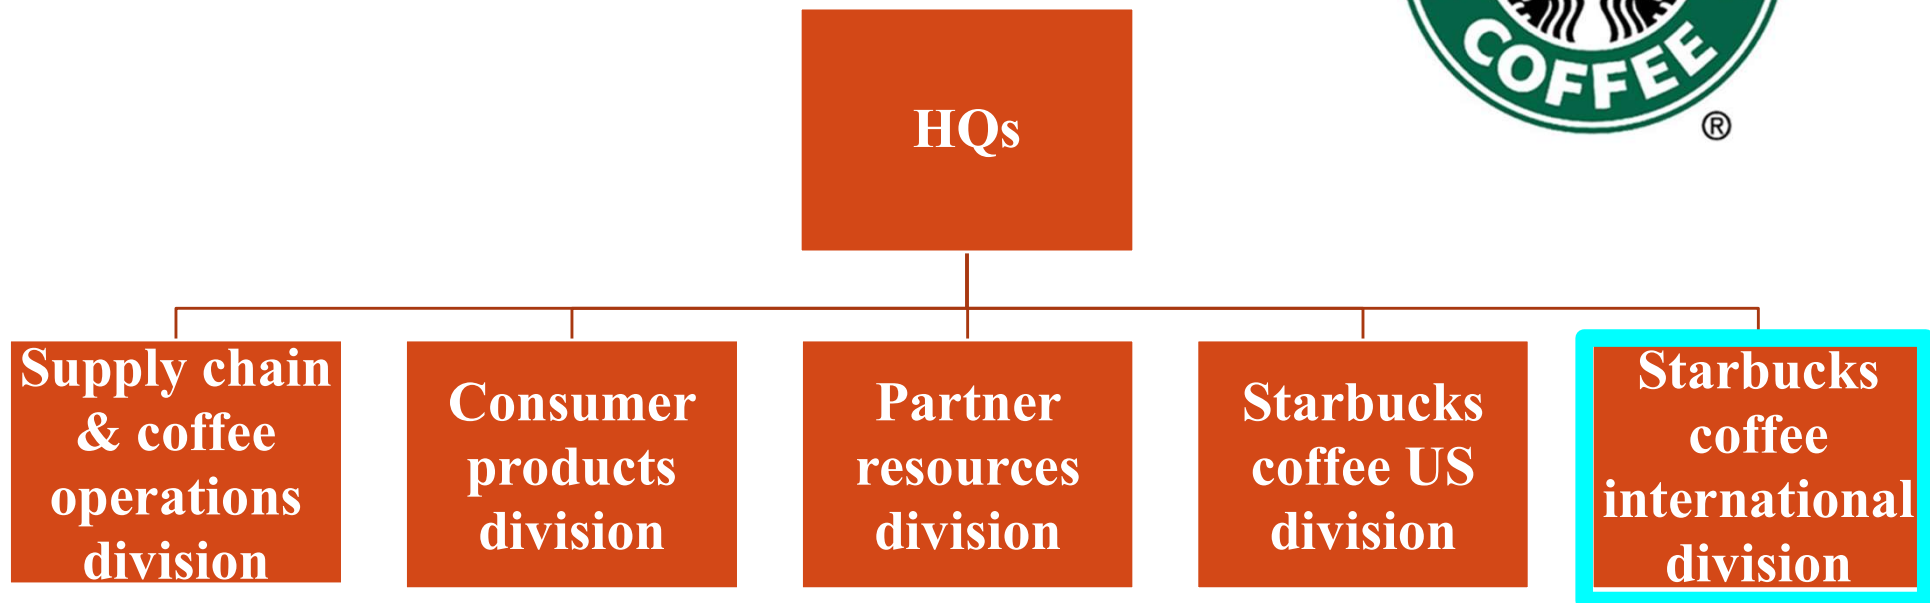 COFFEE
®
HQs
Supply chain
& coffee
operations
division
Consumer
products
division
Partner
resources
division
Starbucks
coffee US
division
Starbucks
coffee
international
division